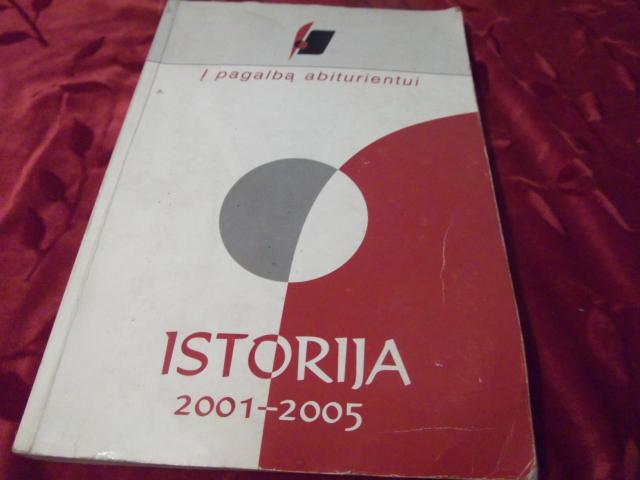 Į pagalbą abiturientui
ISTORIJA
2001–2005